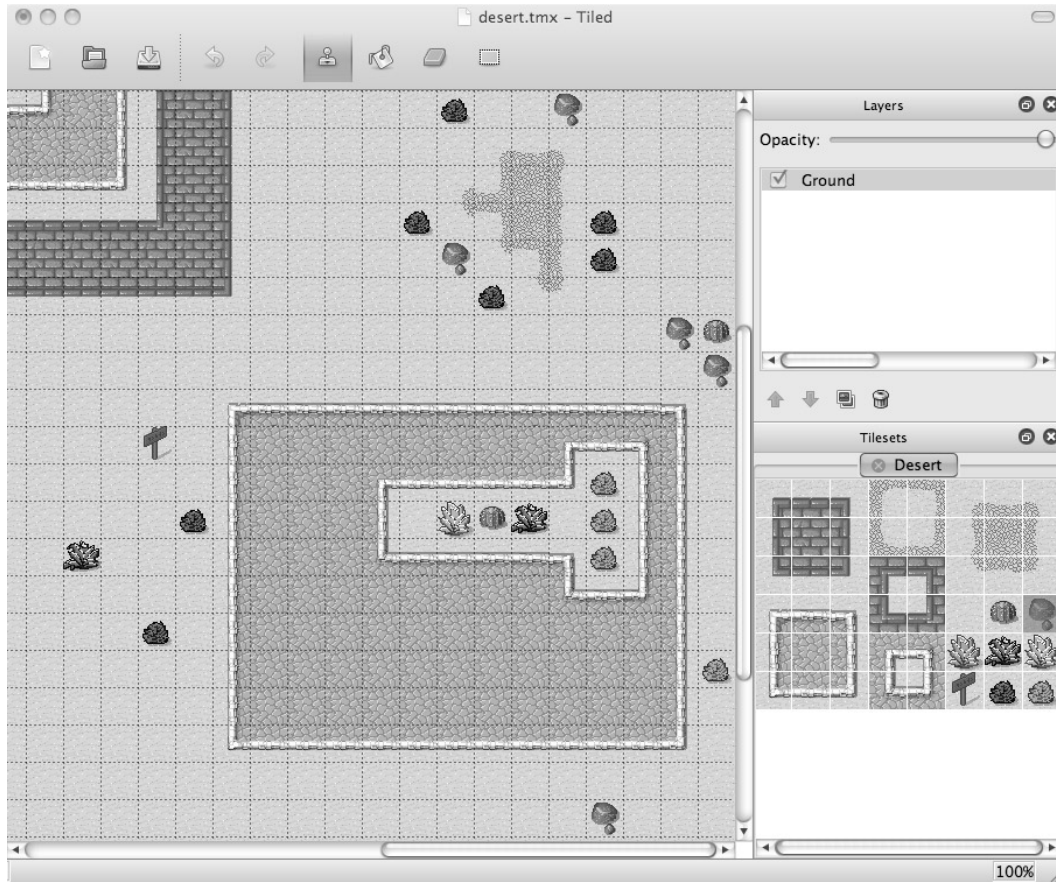 desert.tmx – Tiled
Layers
Opacity:
Ground
Tilesets
Desert
100%